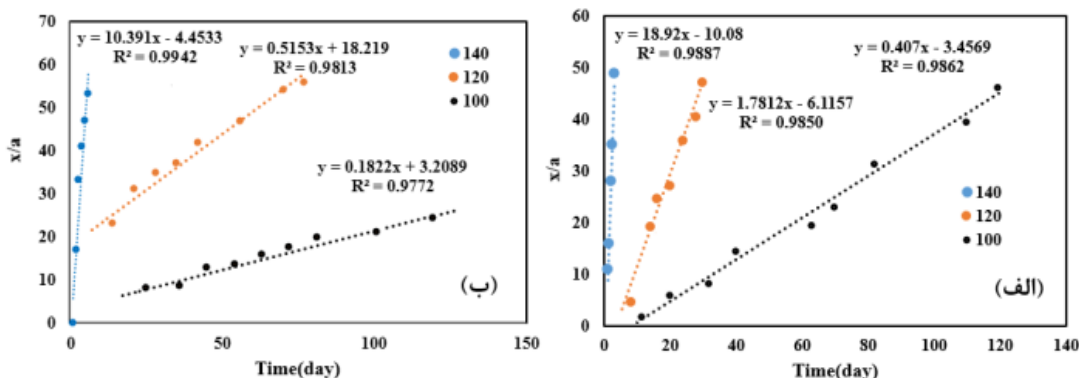 70
60
50
40
30
20
10
0
x/a
y = 10.391x - 4.4533
R² = 0.9942
y = 0.5153x + 18.219
R² = 0.9813
140
120
100
y = 0.1822x + 3.2089
R² = 0.9772
(ب)
0 50 100 150
Time(day)
60
50
40
30
20
10
0
x/a
y = 18.92x - 10.08
R² = 0.9887
y = 0.407x - 3.4569
R² = 0.9862
y = 1.7812x - 6.1157
R² = 0.9850
140
120
100
(الف)
0 20 40 60 80 100 120 140
Time(day)